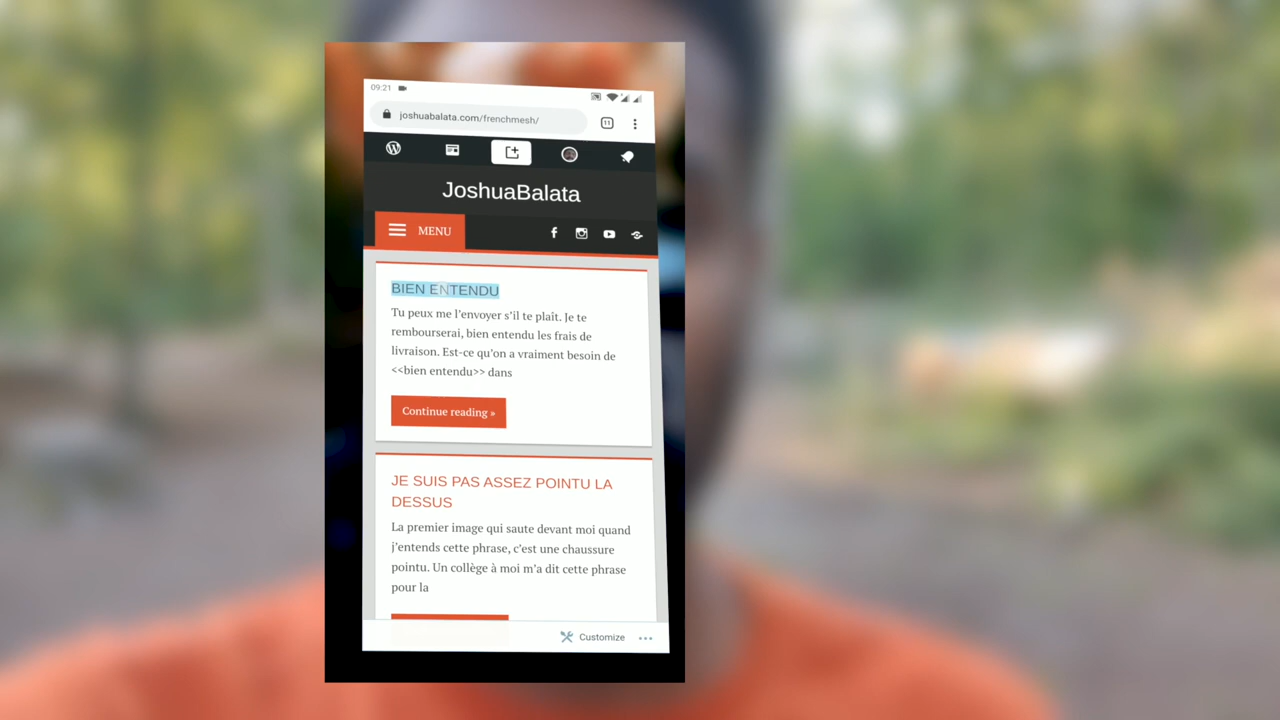 09:21
joshuabalata.com/frenchmesh/
11
JoshuaBalata
MENU
BIEN ENTENDU
Tu peux me l’envoyer s’il te plaît. Je te
rembourserai, bien entendu les frais de
livraison. Est-ce qu’on a vraiment besoin de
<<bien entendu>> dans
Continue reading »
JE SUIS PAS ASSEZ POINTU LA
DESSUS
La premier image qui saute devant moi quand
j’entends cette phrase, c’est une chaussure
pointu. Un collège à moi m’a dit cette phrase
pour la
Customize